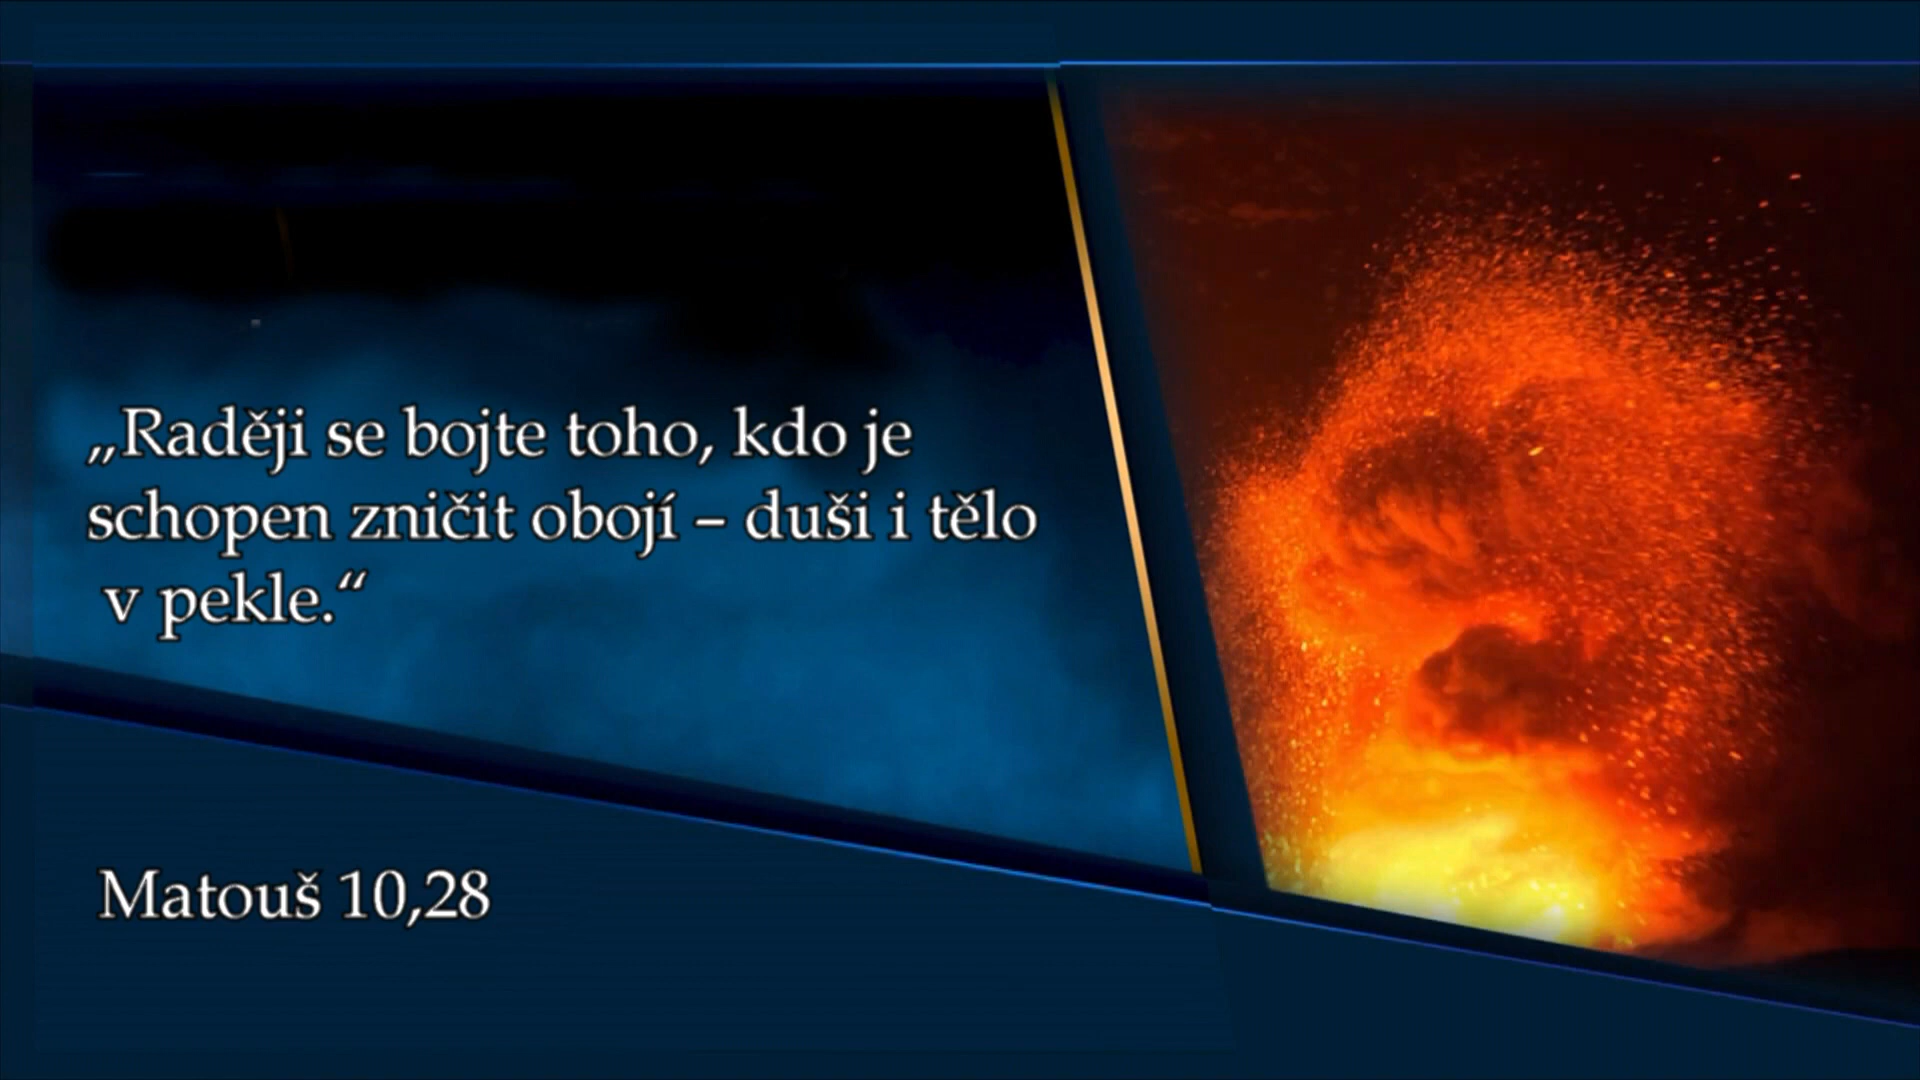 „Raději se bojte toho, kdo je
schopen zničit obojí – duši i tělo
v pekle.“
Matouš 10,28